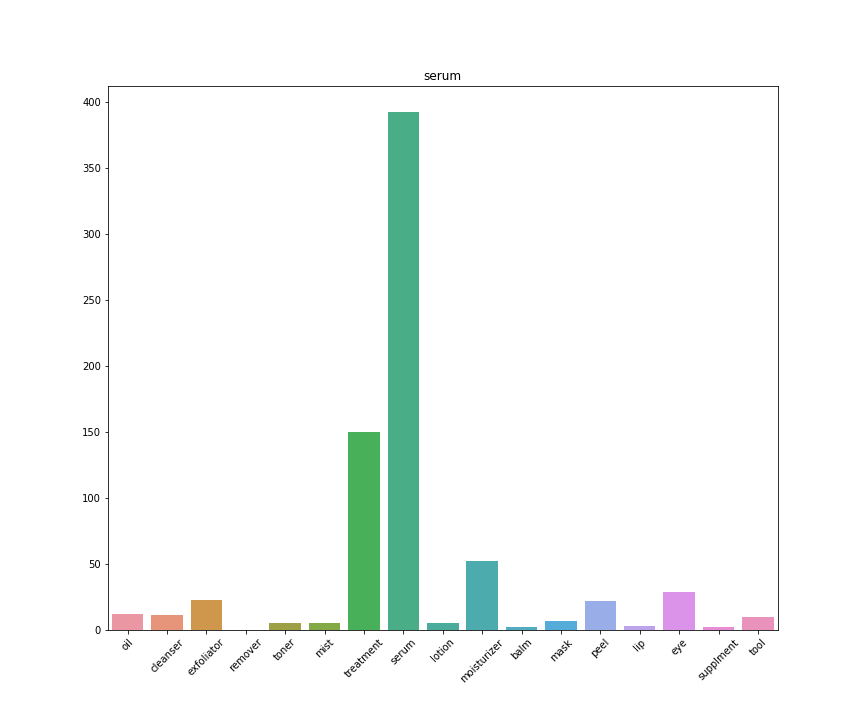 serum
400
350
300
250
200
150
100
50
0
oil
cleanser
exfoliator
remover
toner
mist
treatment
serum
lotion
moisturizer
balm
mask
peel
lip
eye
supplment
tool